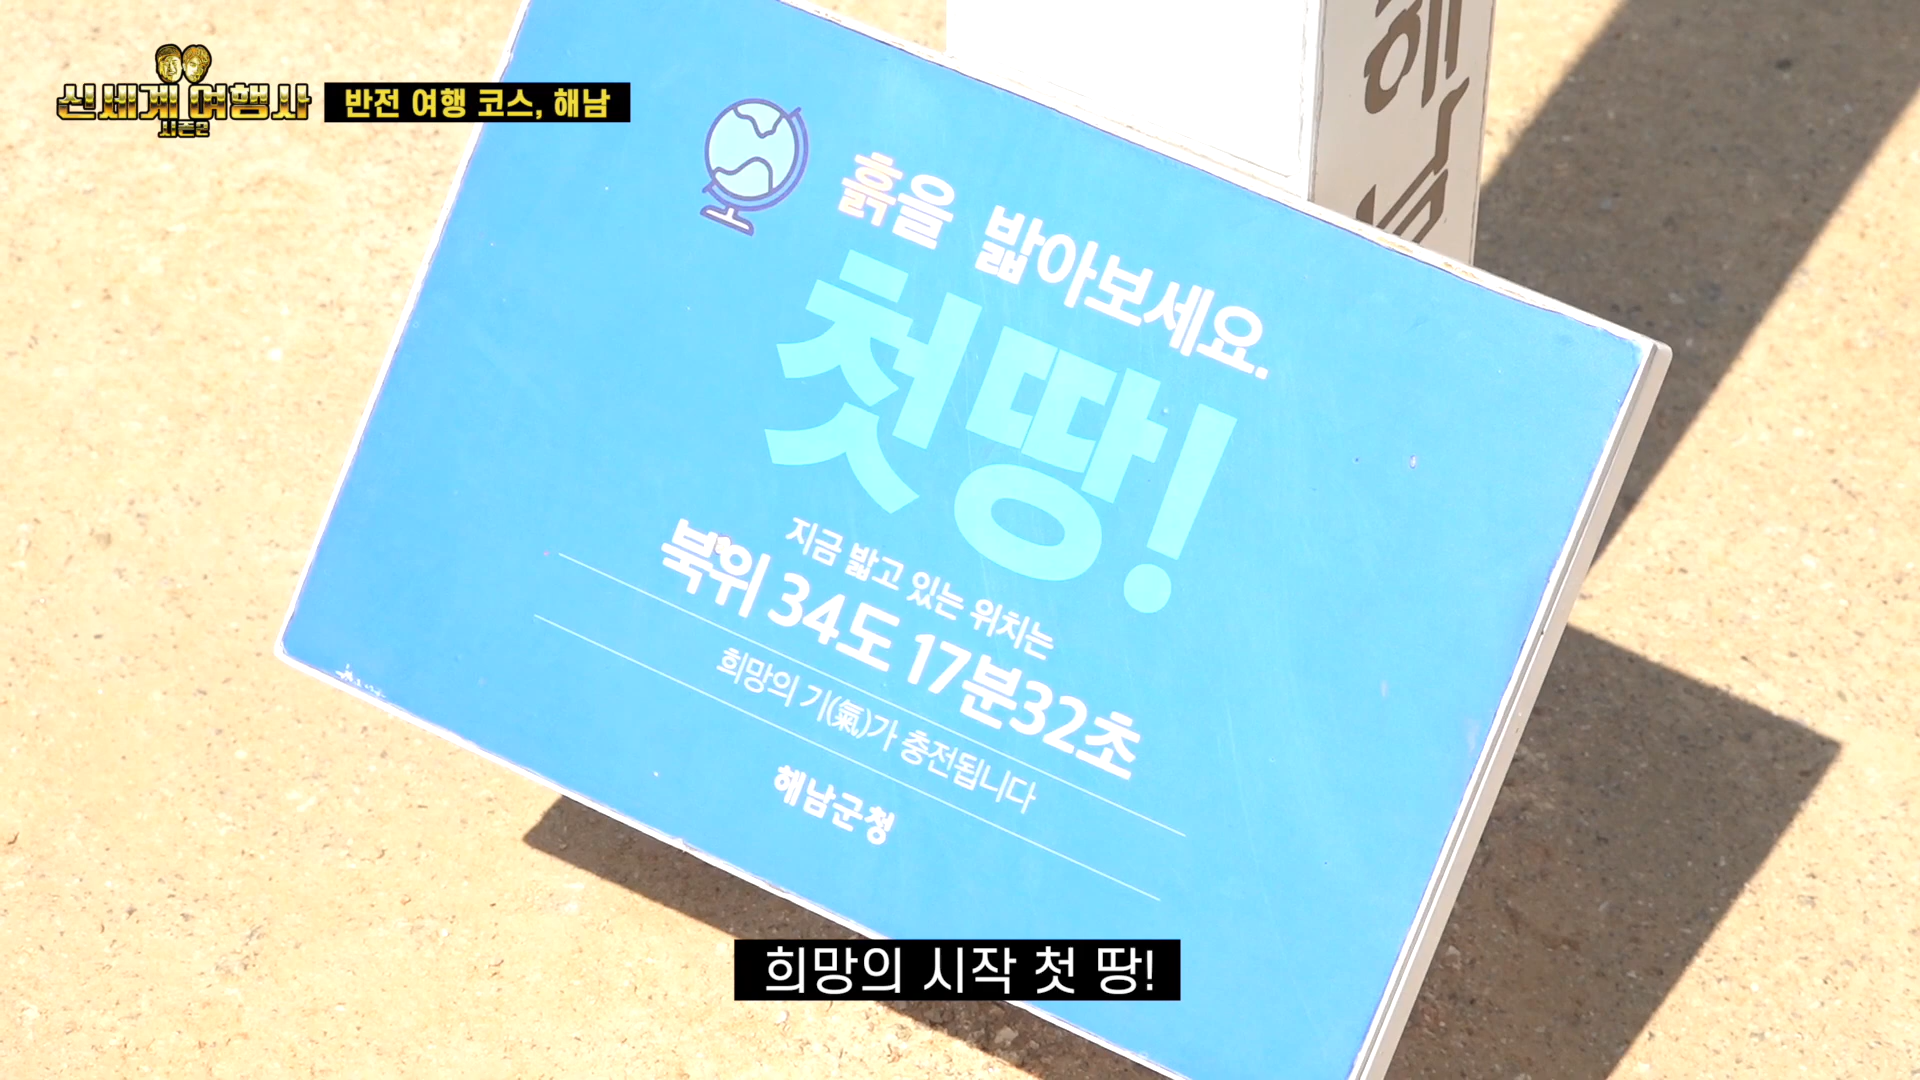 신세계 여행사
시즌2
반전 여행 코스, 해남
해남
흙을 밟아보세요.
첫땅!
지금 밟고 있는 위치는
북위 34도 17분32초
희망의 기(氣)가 충전됩니다
해남군청
희망의 시작 첫 땅!